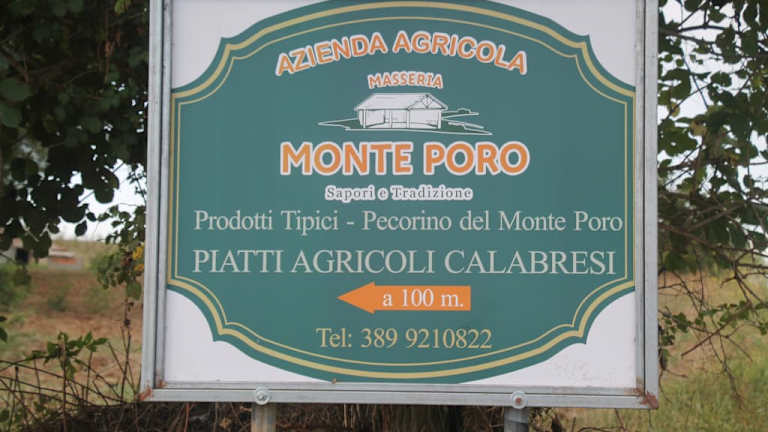 AZIENDA AGRICOLA
MASSERIA
MONTE PORO
Sapori e Tradizione
Prodotti Tipici - Pecorino del Monte Poro
PIATTI AGRICOLI CALABRESI
a 100 m.
Tel: 389 9210822